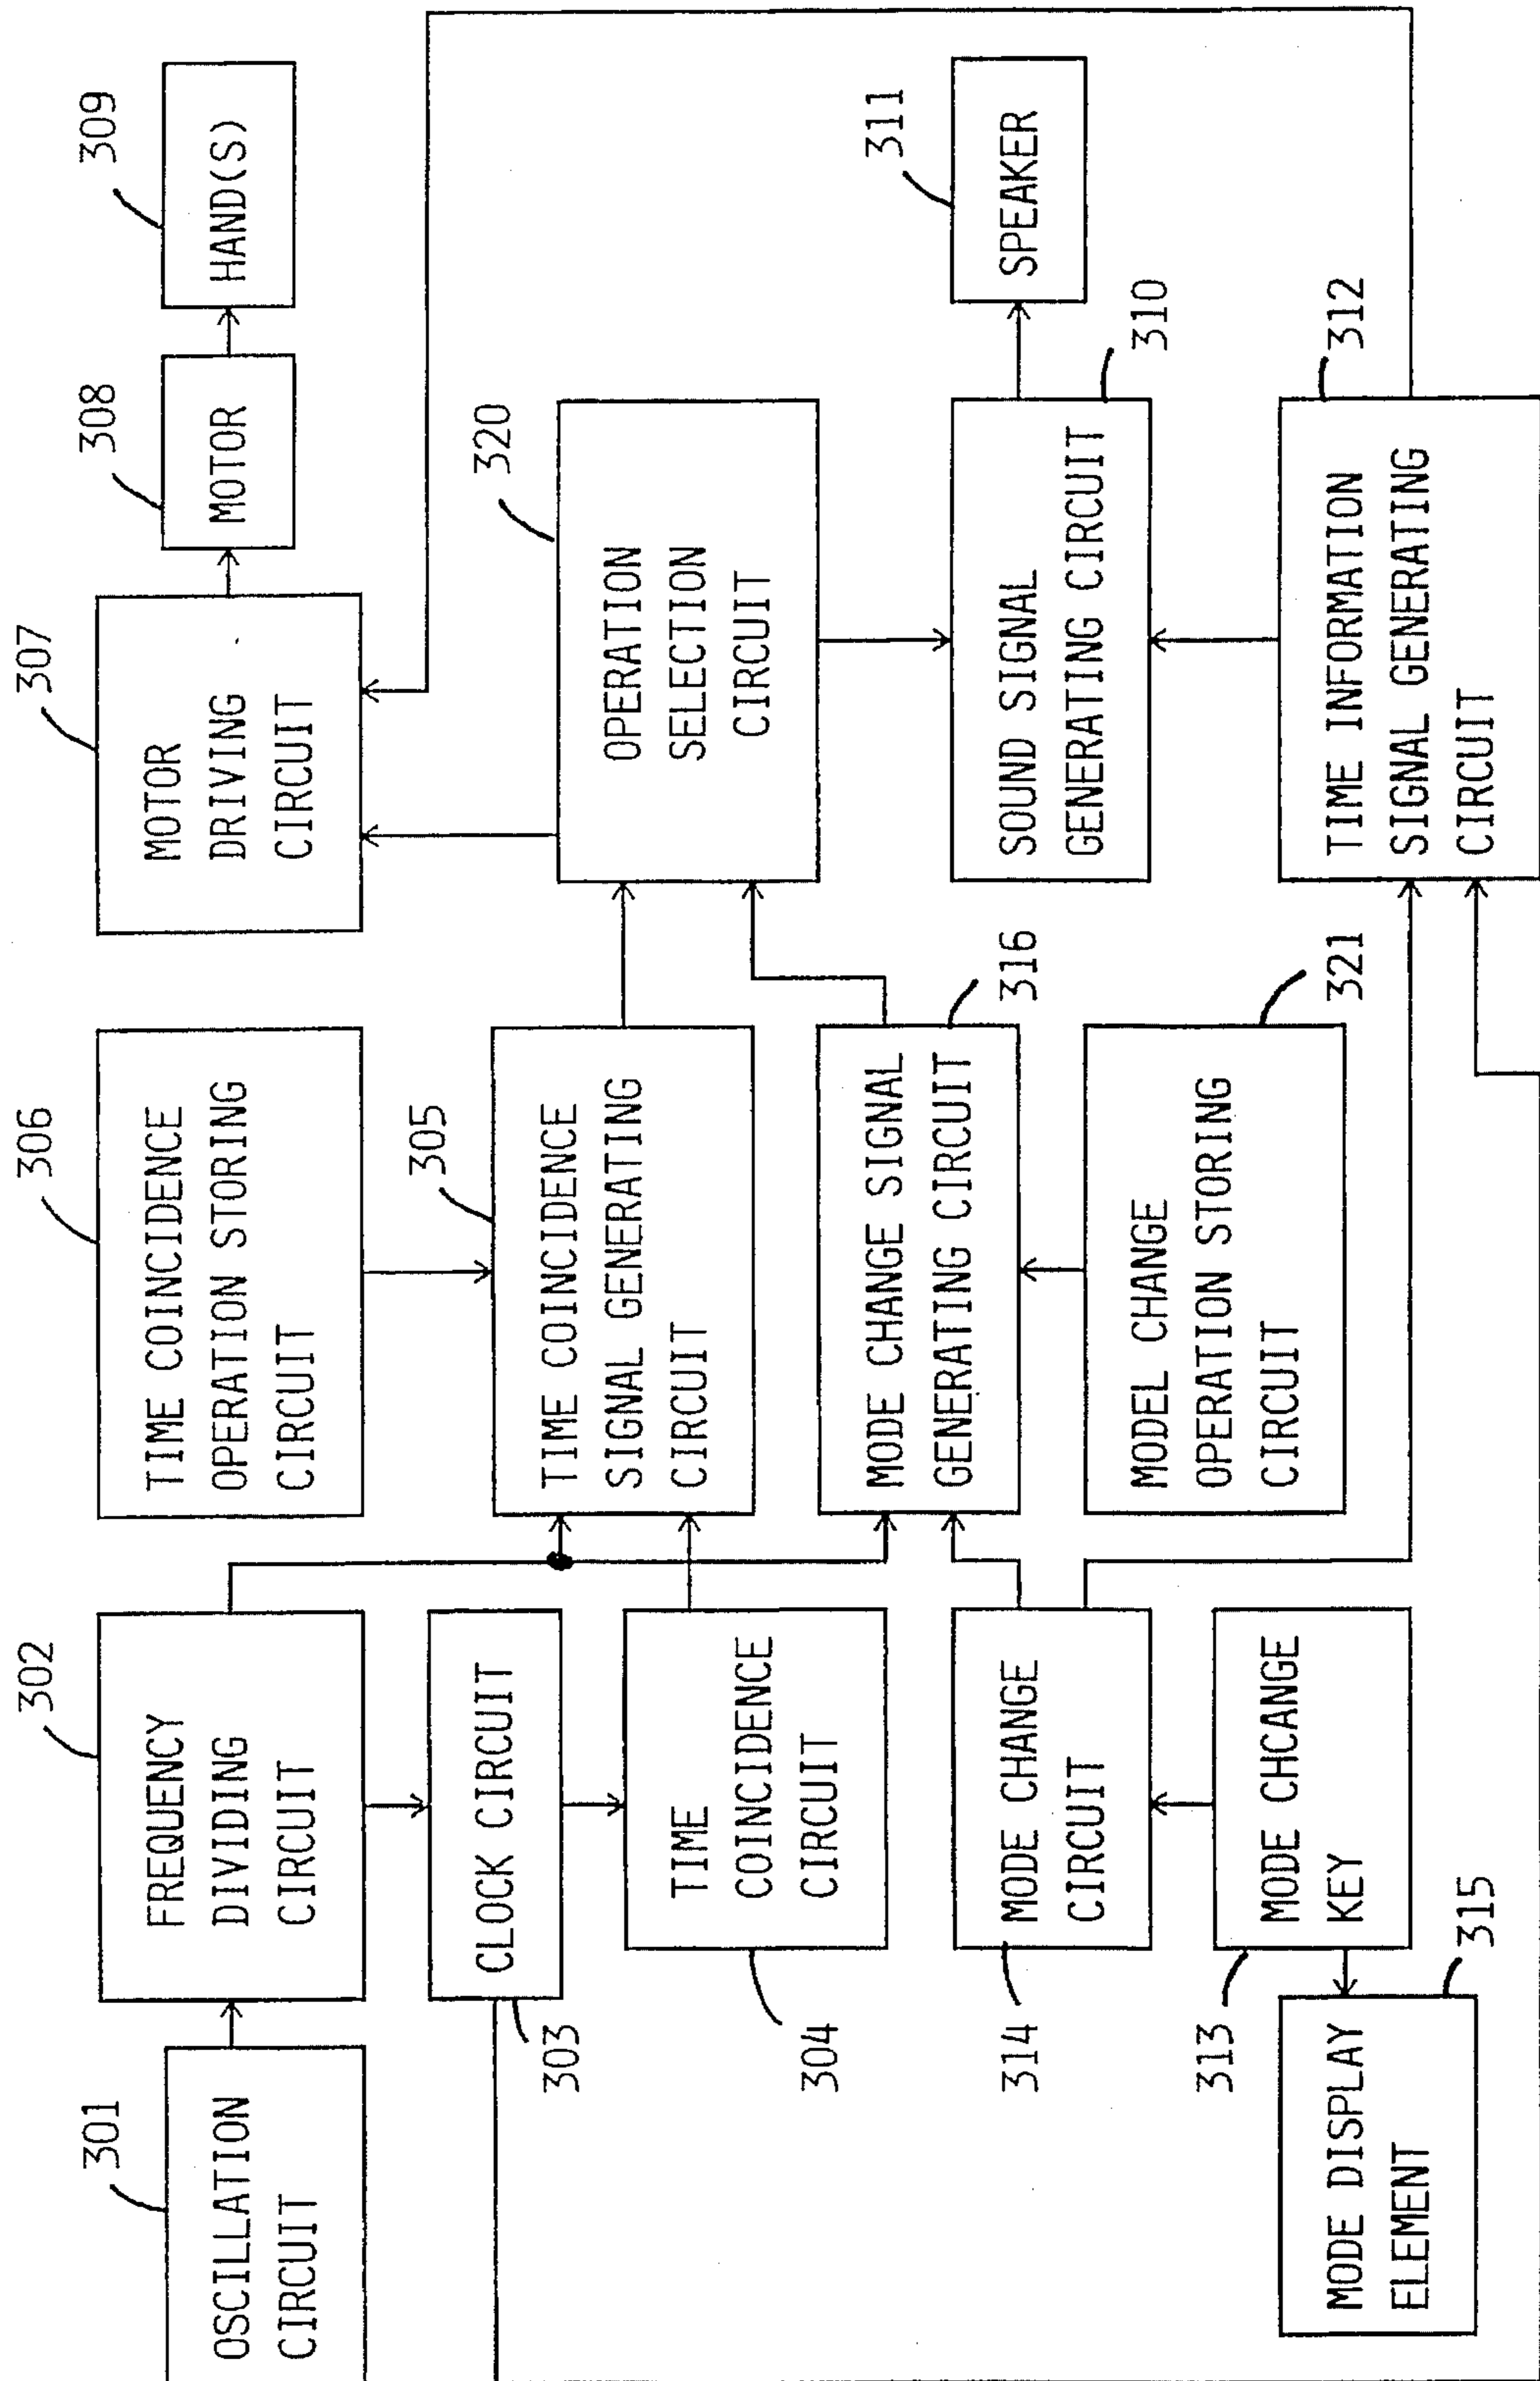 301
OSCILLATION
CIRCUIT
302
FREQUENCY
DIVIDING
CIRCUIT
306
TIME COINCIDENCE
OPERATION STORING
CIRCUIT
307
MOTOR
DRIVING
CIRCUIT
308
MOTOR
309
HAND(S)
CLOCK CIRCUIT
303
305
TIME COINCIDENCE
SIGNAL GENERATING
CIRCUIT
320
OPERATION
SELECTION
CIRCUIT
TIME
COINCIDENCE
CIRCUIT
304
MODE CHANGE SIGNAL
GENERATING CIRCUIT
316
311
SPEAKER
SOUND SIGNAL
GENERATING CIRCUIT
310
314
MODE CHANGE
CIRCUIT
MODEL CHANGE
OPERATION STORING
CIRCUIT
321
313
MODE CHCANGE
KEY
312
TIME INFORMATION
SIGNAL GENERATING
CIRCUIT
MODE DISPLAY
ELEMENT
315